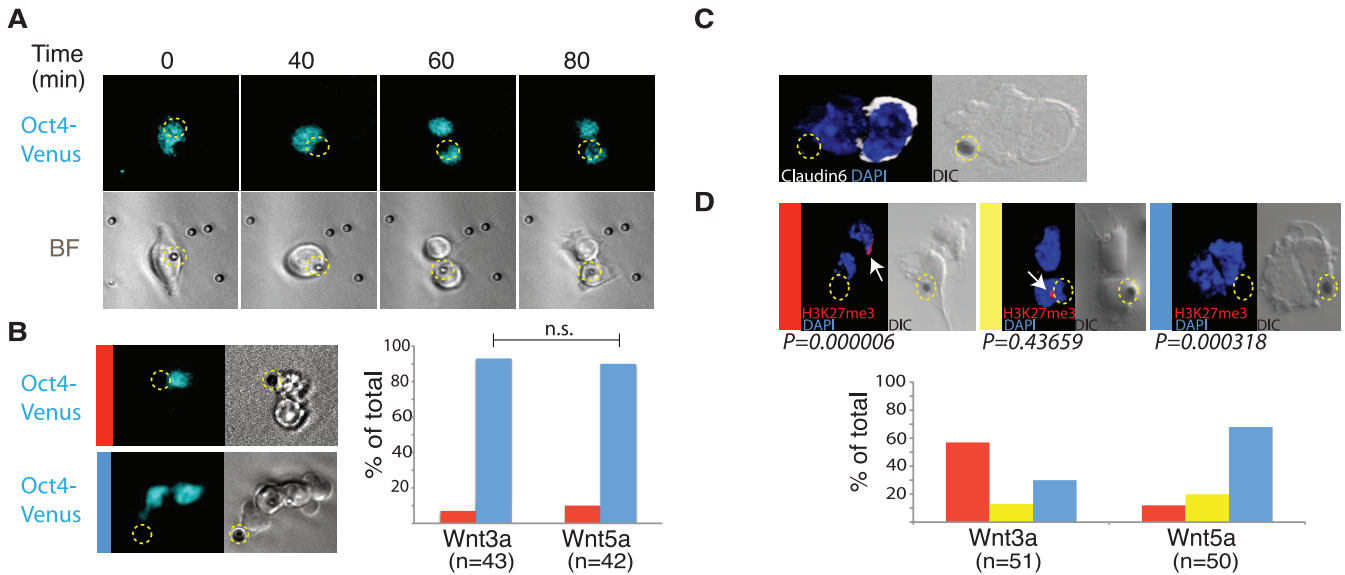 A
Time
(min)
0
40
60
80
Oct4-
Venus
BF
B
Oct4-
Venus
Oct4-
Venus
n.s.
% of total
100
80
60
40
20
Wnt3a
(n=43)
Wnt5a
(n=42)
C
Claudin6 DAPI
DIC
D
H3K27me3
DAPI
DIC
H3K27me3
DAPI
DIC
H3K27me3
DAPI
DIC
P=0.000006
P=0.43659
P=0.000318
% of total
100
80
60
40
20
Wnt3a
(n=51)
Wnt5a
(n=50)